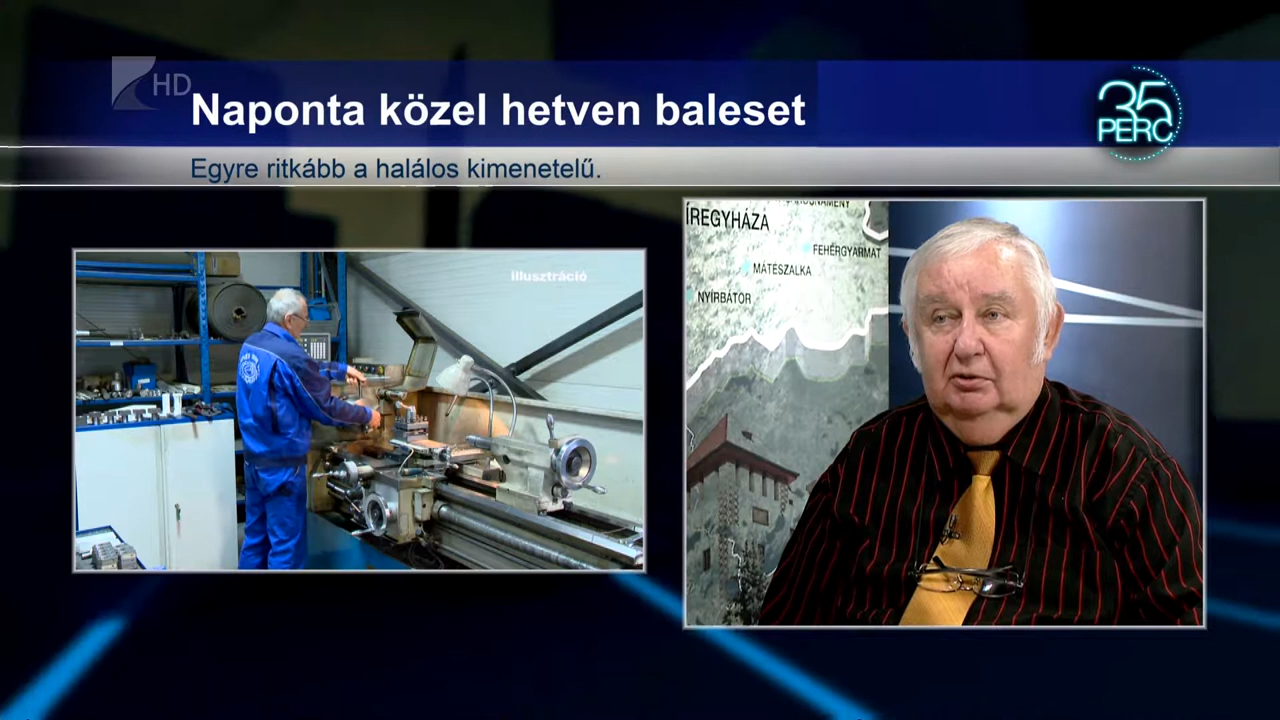 HD
Naponta közel hetven baleset
35
PERC
Egyre ritkább a halálos kimenetelű.
illusztráció
ÍREGYHÁZA
FEHÉRGYARMAT
MÁTÉSZALKA
NYÍRBÁTOR